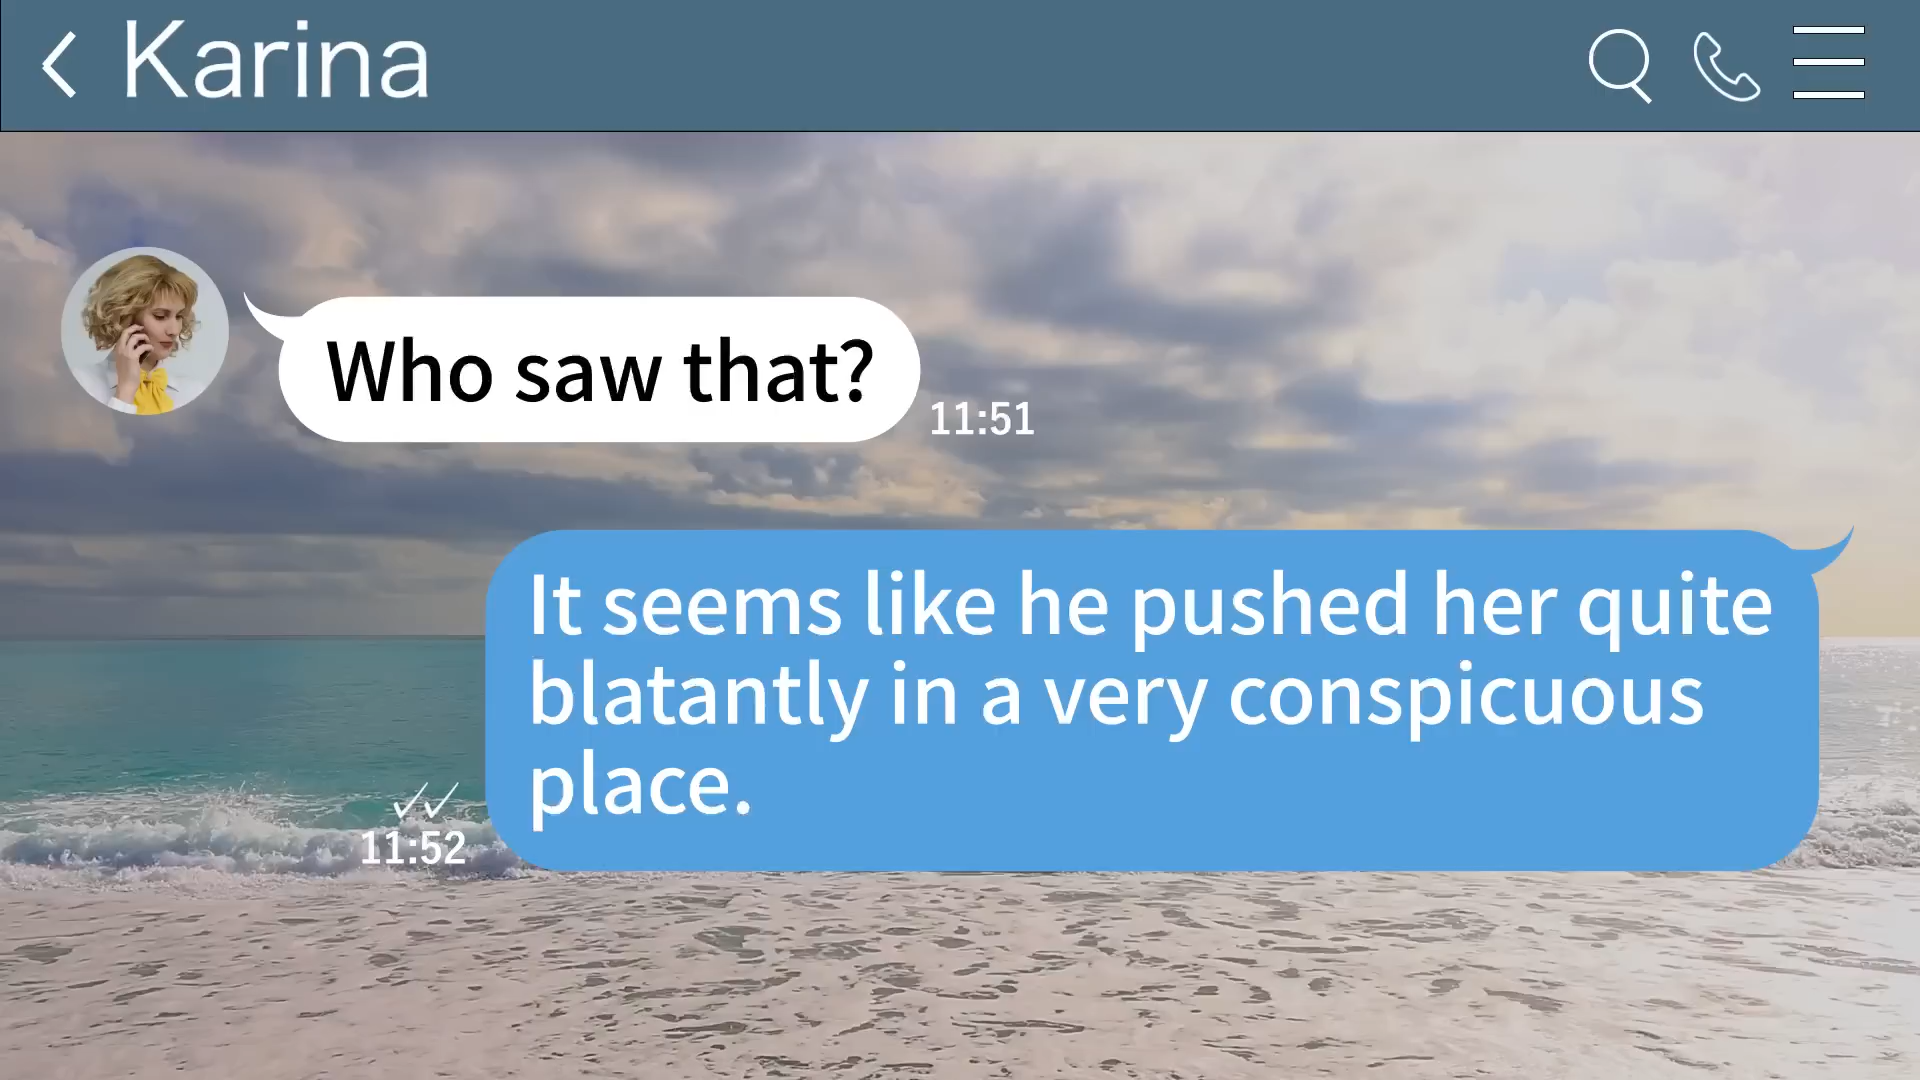 Karina
Who saw that?
11:51
It seems like he pushed her quite
blatantly in a very conspicuous
place.
11:52